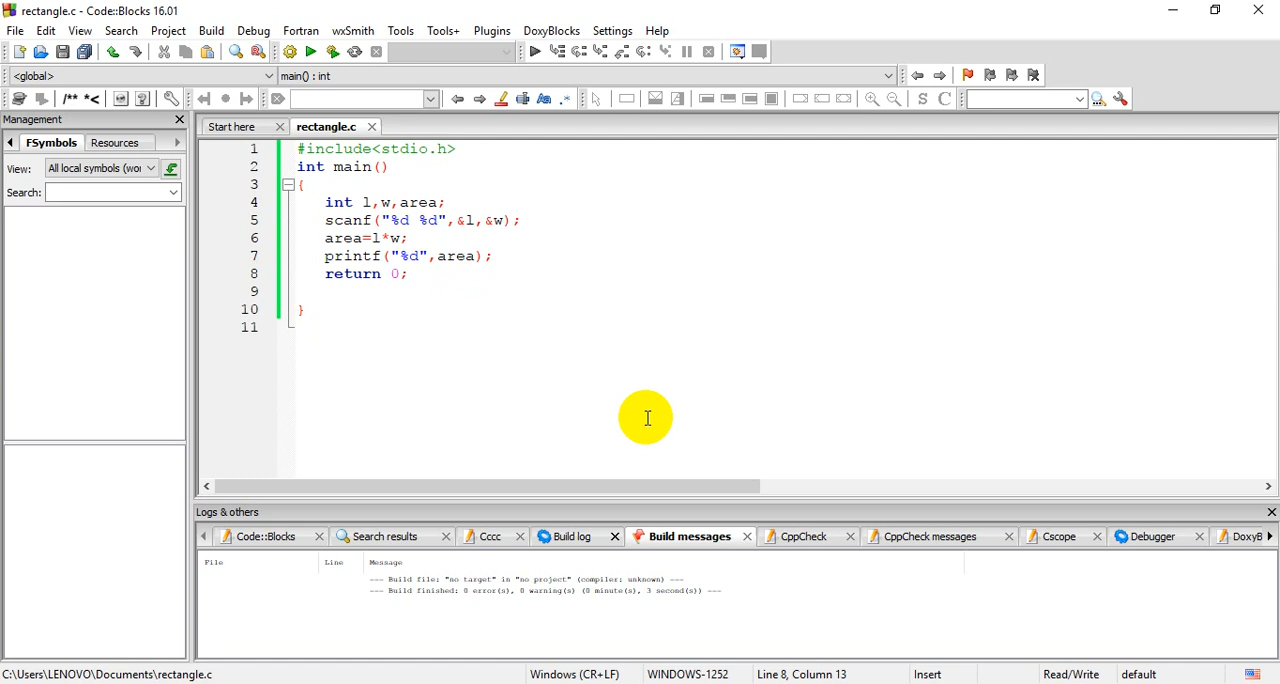 rectangle.c - Code::Blocks 16.01
File Edit View Search Project Build Debug Fortran wxSmith Tools Tools+ Plugins DoxyBlocks Settings Help
<global> main() : int
/** *<
S C
Management
FSymbols Resources
View: All local symbols (wor
Search:
Start here rectangle.c
1 #include<stdio.h>
2 int main()
3 {
4 int l,w,area;
5 scanf("%d %d",&l,&w);
6 area=l*w;
7 printf("%d",area);
8 return 0;
9
10 }
11
Logs & others
Code::Blocks Search results Cccc Build log Build messages CppCheck CppCheck messages Cscope Debugger DoxyB
File Line Message
--- Build file: "no target" in "no project" (compiler: unknown) ---
--- Build finished: 0 error(s), 0 warning(s) (0 minute(s), 3 second(s)) ---
C:\Users\LENOVO\Documents\rectangle.c Windows (CR+LF) WINDOWS-1252 Line 8, Column 13 Insert Read/Write default